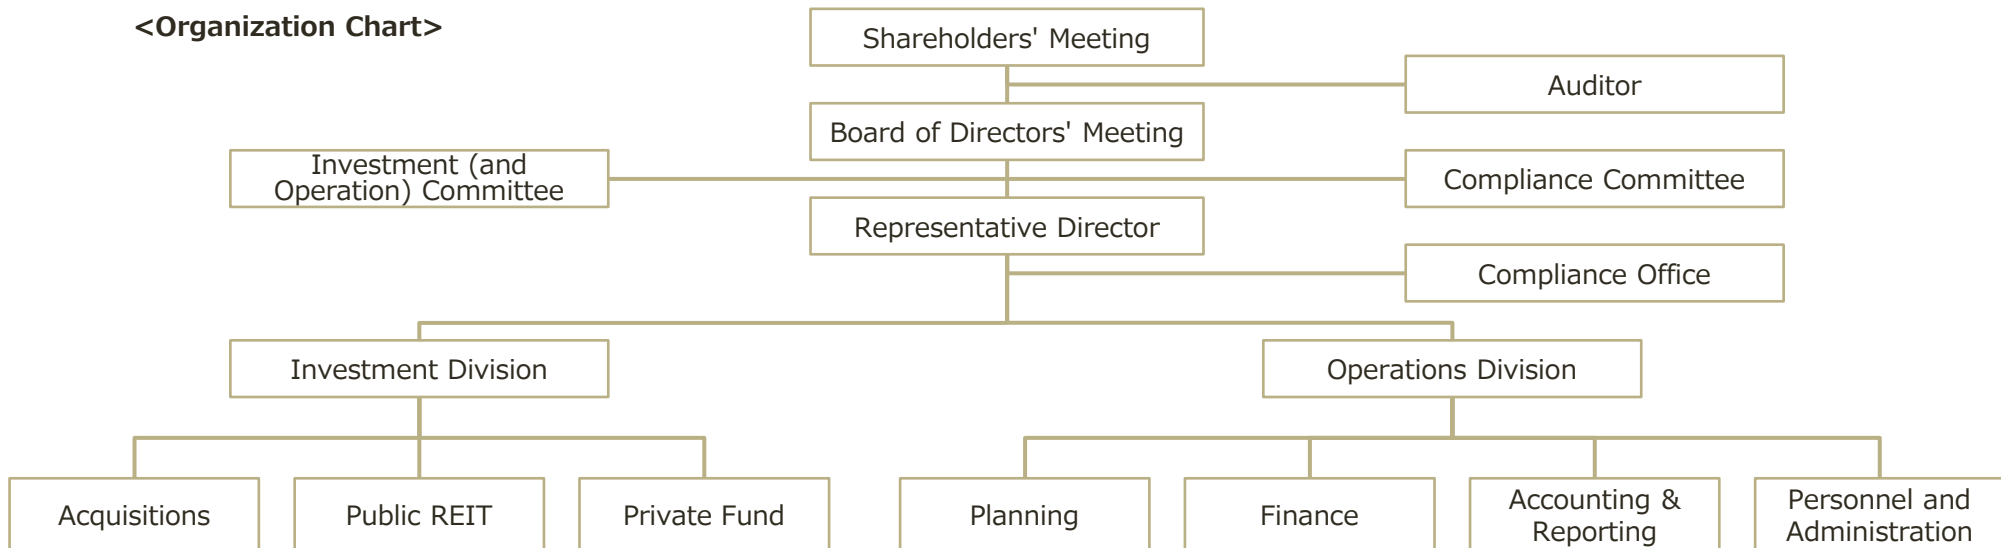 <Organization Chart>
Shareholders' Meeting
Auditor
Board of Directors' Meeting
Investment (and
Operation) Committee
Compliance Committee
Representative Director
Compliance Office
Investment Division
Operations Division
Acquisitions
Public REIT
Private Fund
Planning
Finance
Accounting &
Reporting
Personnel and
Administration